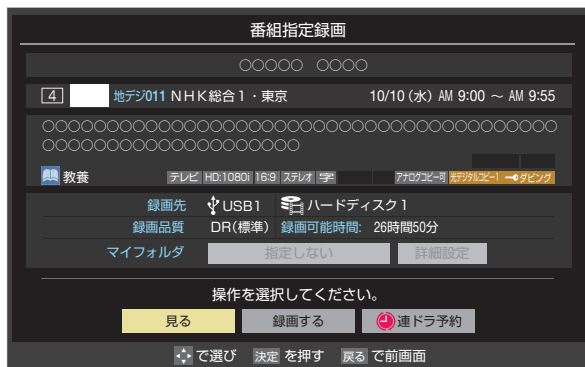 番組指定録画
○○○○○ ○○○○
4 地デジ011 NHK総合1・東京 10/10(水) AM 9:00 ～ AM 9:55
○○○○○○○○○○○○○○○○○○○○○○○○○○○○○○○○○○○○○○○○
○○○○○○○○○○○○○○○○○○○○
教養 テレビ HD:1080i 16:9 ステレオ 字 アナログコピー可 光デジタルコピー1 ダビング
録画先 USB1 ハードディスク1
録画品質 DR(標準) 録画可能時間: 26時間50分
マイフォルダ 指定しない 詳細設定
操作を選択してください。
見る 録画する 連ドラ予約
で選び 決定 を押す 戻る で前画面